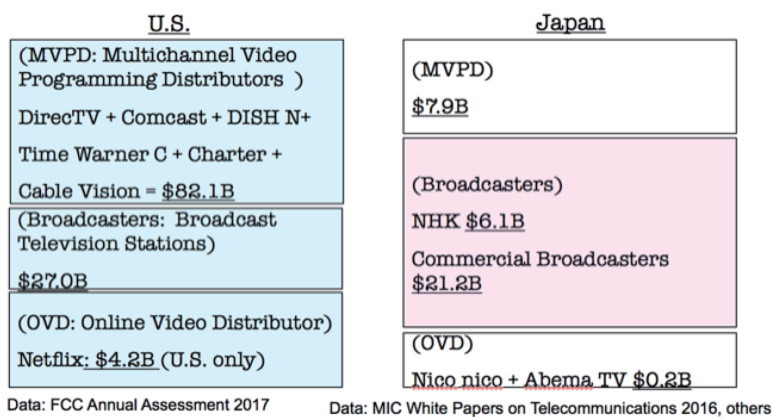 U.S.
(MVPD: Multichannel Video
Programming Distributors )
DirecTV + Comcast + DISH N+
Time Warner C + Charter +
Cable Vision = $82.1B
(Broadcasters: Broadcast
Television Stations)
$27.0B
(OVD: Online Video Distributor)
Netflix: $4.2B (U.S. only)
Data: FCC Annual Assessment 2017
Japan
(MVPD)
$7.9B
(Broadcasters)
NHK $6.1B
Commercial Broadcasters
$21.2B
(OVD)
Nico nico + Abema TV $0.2B
Data: MIC White Papers on Telecommunications 2016, others